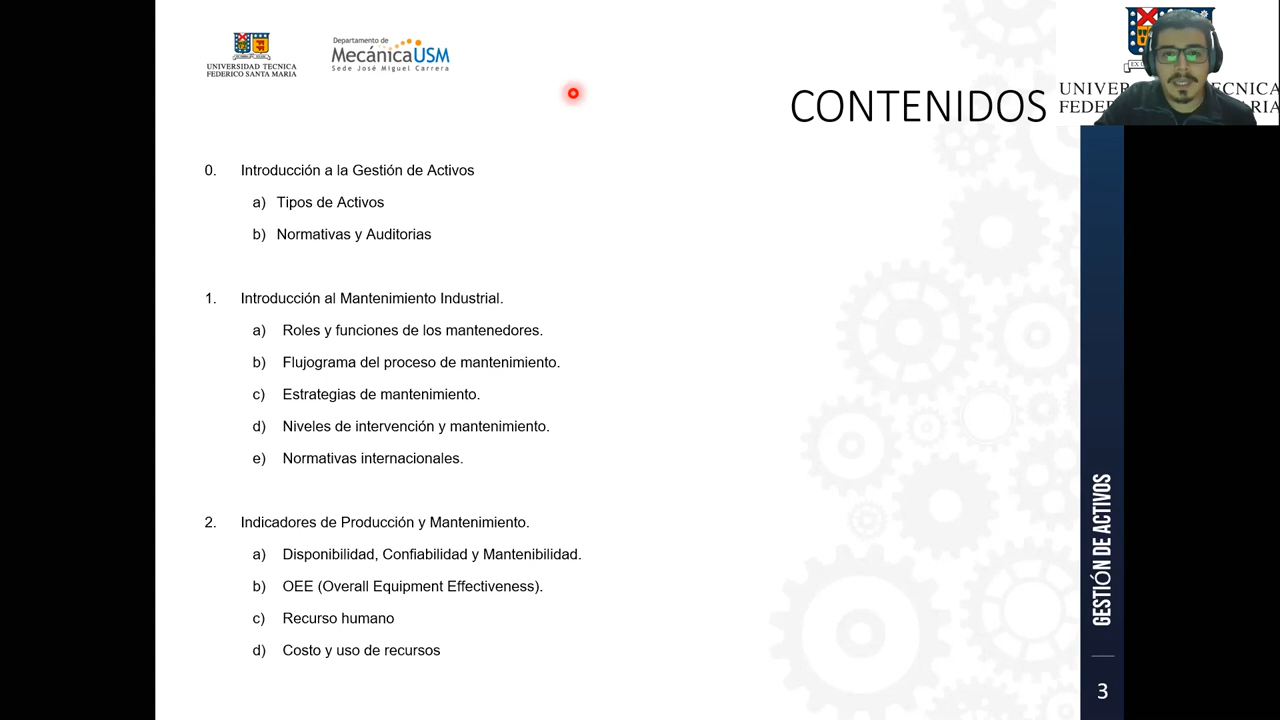 UNIVERSIDAD TECNICA
FEDERICO SANTA MARIA
Departamento de
MecánicaUSM
Sede José Miguel Carrera
CONTENIDOS
0. Introducción a la Gestión de Activos
a) Tipos de Activos
b) Normativas y Auditorias
1. Introducción al Mantenimiento Industrial.
a) Roles y funciones de los mantenedores.
b) Flujograma del proceso de mantenimiento.
c) Estrategias de mantenimiento.
d) Niveles de intervención y mantenimiento.
e) Normativas internacionales.
2. Indicadores de Producción y Mantenimiento.
a) Disponibilidad, Confiabilidad y Mantenibilidad.
b) OEE (Overall Equipment Effectiveness).
c) Recurso humano
d) Costo y uso de recursos
GESTIÓN DE ACTIVOS
3